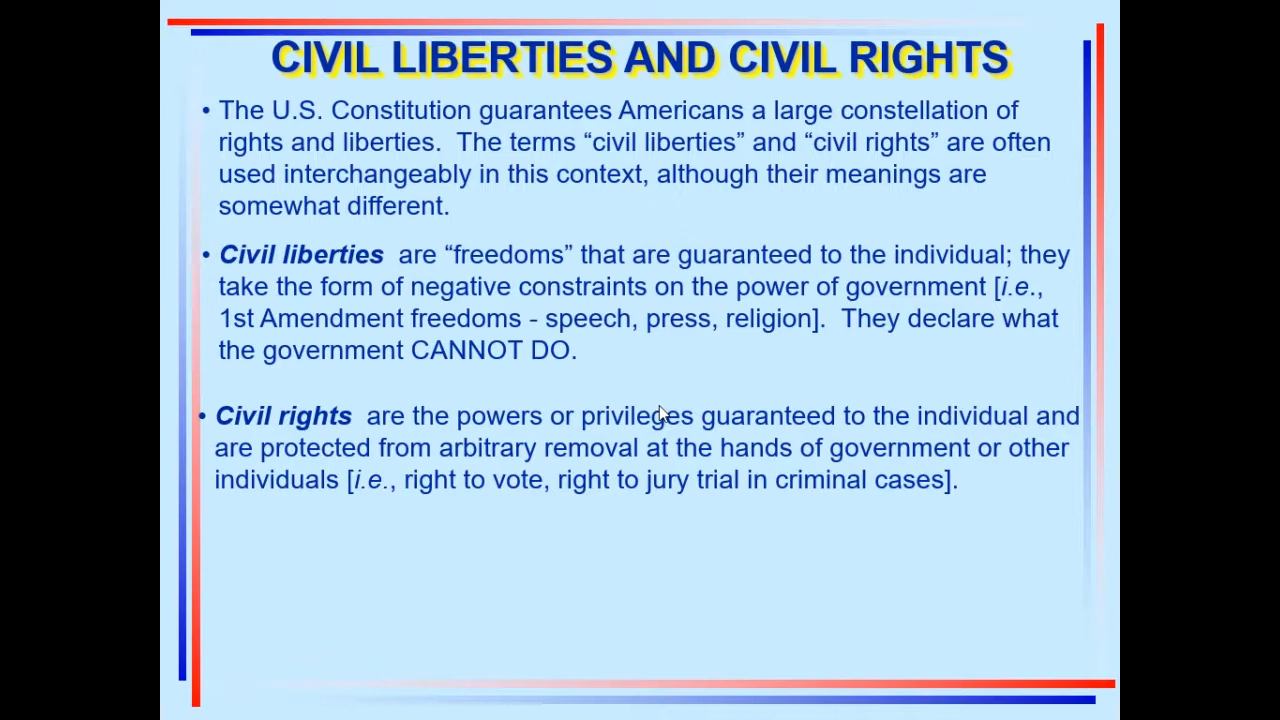 CIVIL LIBERTIES AND CIVIL RIGHTS
• The U.S. Constitution guarantees Americans a large constellation of
rights and liberties.  The terms “civil liberties” and “civil rights” are often
used interchangeably in this context, although their meanings are
somewhat different.
• Civil liberties  are “freedoms” that are guaranteed to the individual; they
take the form of negative constraints on the power of government [i.e.,
1st Amendment freedoms - speech, press, religion].  They declare what
the government CANNOT DO.
• Civil rights  are the powers or privileges guaranteed to the individual and
are protected from arbitrary removal at the hands of government or other
individuals [i.e., right to vote, right to jury trial in criminal cases].